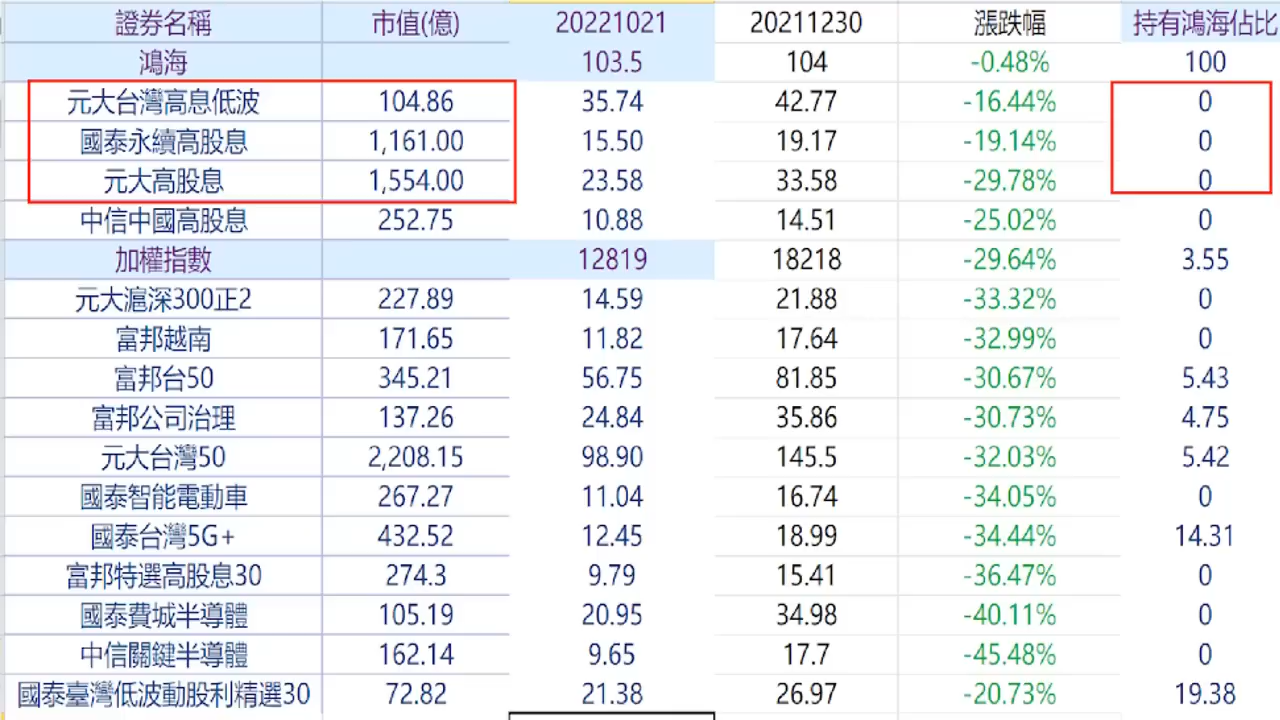 證券名稱 市值(億) 20221021 20211230 漲跌幅 持有鴻海佔比
鴻海 103.5 104 -0.48% 100
元大台灣高息低波 104.86 35.74 42.77 -16.44% 0
國泰永續高股息 1,161.00 15.50 19.17 -19.14% 0
元大高股息 1,554.00 23.58 33.58 -29.78% 0
中信中國高股息 252.75 10.88 14.51 -25.02% 0
加權指數 12819 18218 -29.64% 3.55
元大滬深300正2 227.89 14.59 21.88 -33.32% 0
富邦越南 171.65 11.82 17.64 -32.99% 0
富邦台50 345.21 56.75 81.85 -30.67% 5.43
富邦公司治理 137.26 24.84 35.86 -30.73% 4.75
元大台灣50 2,208.15 98.90 145.5 -32.03% 5.42
國泰智能電動車 267.27 11.04 16.74 -34.05% 0
國泰台灣5G+ 432.52 12.45 18.99 -34.44% 14.31
富邦特選高股息30 274.3 9.79 15.41 -36.47% 0
國泰費城半導體 105.19 20.95 34.98 -40.11% 0
中信關鍵半導體 162.14 9.65 17.7 -45.48% 0
國泰臺灣低波動股利精選30 72.82 21.38 26.97 -20.73% 19.38